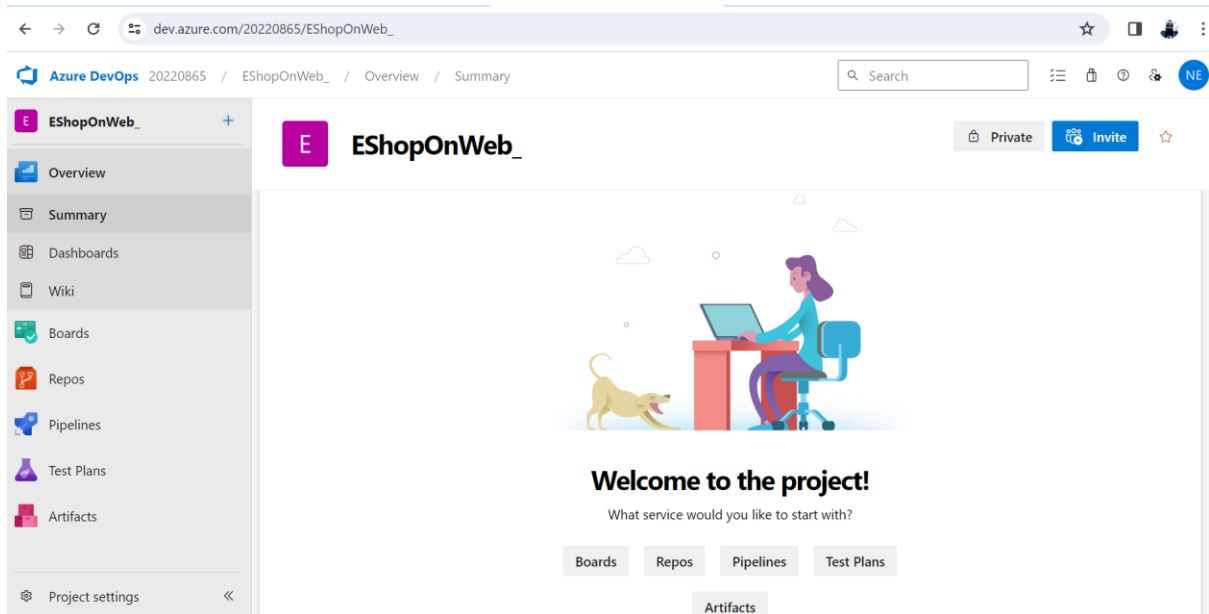 dev.azure.com/20220865/EShopOnWeb_
Azure DevOps 20220865 / EShopOnWeb_ / Overview / Summary
Search
NE
E EShopOnWeb_ +
E EShopOnWeb_
Private
Invite
Overview
Summary
Dashboards
Wiki
Boards
Repos
Pipelines
Test Plans
Artifacts
Project settings
Welcome to the project!
What service would you like to start with?
Boards Repos Pipelines Test Plans
Artifacts